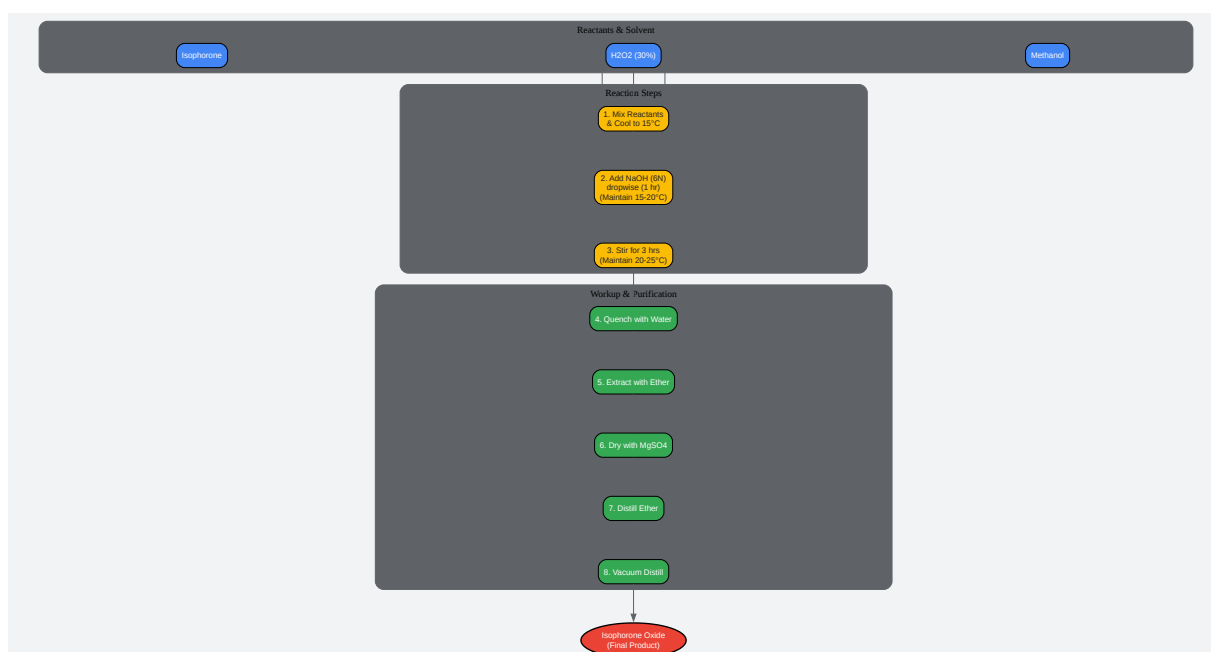 Reactants & Solvent
Isophorone
H2O2 (30%)
Methanol
Reaction Steps
1. Mix Reactants
& Cool to 15°C
2. Add NaOH (6N)
dropwise (1 hr)
(Maintain 15-20°C)
3. Stir for 3 hrs
(Maintain 20-25°C)
Workup & Purification
4. Quench with Water
5. Extract with Ether
6. Dry with MgSO4
7. Distill Ether
8. Vacuum Distill
Isophorone Oxide
(Final Product)